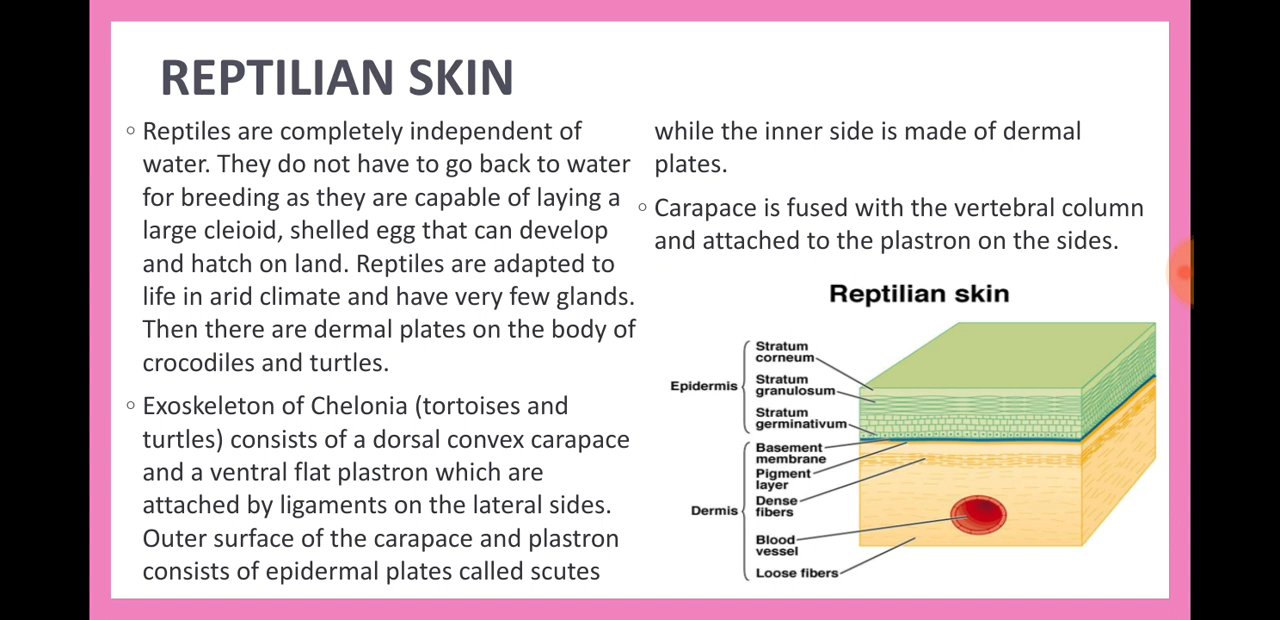 REPTILIAN SKIN
◦ Reptiles are completely independent of
water. They do not have to go back to water
for breeding as they are capable of laying a
large cleioid, shelled egg that can develop
and hatch on land. Reptiles are adapted to
life in arid climate and have very few glands.
Then there are dermal plates on the body of
crocodiles and turtles.
◦ Exoskeleton of Chelonia (tortoises and
turtles) consists of a dorsal convex carapace
and a ventral flat plastron which are
attached by ligaments on the lateral sides.
Outer surface of the carapace and plastron
consists of epidermal plates called scutes
while the inner side is made of dermal
plates.
◦ Carapace is fused with the vertebral column
and attached to the plastron on the sides.
Reptilian skin
Epidermis
Stratum
corneum
Stratum
granulosum
Stratum
germinativum
Dermis
Basement
membrane
Pigment
layer
Dense
fibers
Blood
vessel
Loose fibers